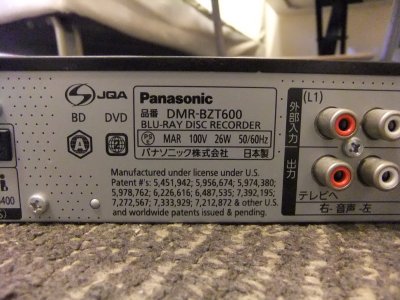 JQA
Panasonic
BD DVD
品番 DMR-BZT600
BLU-RAY DISC RECORDER
A
PS E MAR 100V 26W 50/60Hz
パナソニック株式会社 日本製
Manufactured under license under U.S.
Patent #'s: 5,451,942; 5,956,674; 5,974,380;
5,978,762; 6,226,616; 6,487,535; 7,392,195;
7,272,567; 7,333,929; 7,212,872 & other U.S.
and worldwide patents issued & pending.
(L1)
外部入力
出力
テレビへ
右-音声-左
6400